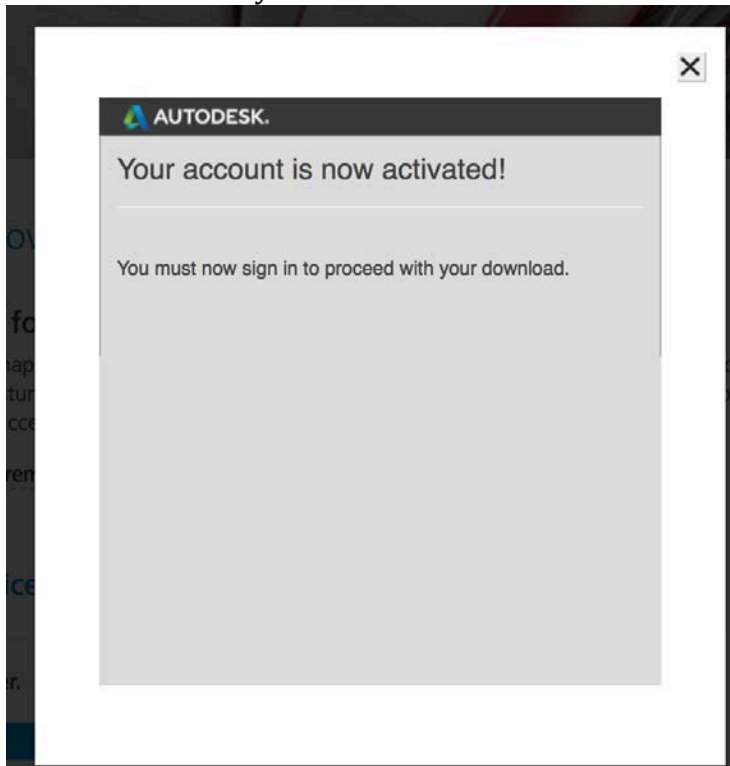 AUTODESK.
Your account is now activated!
You must now sign in to proceed with your download.